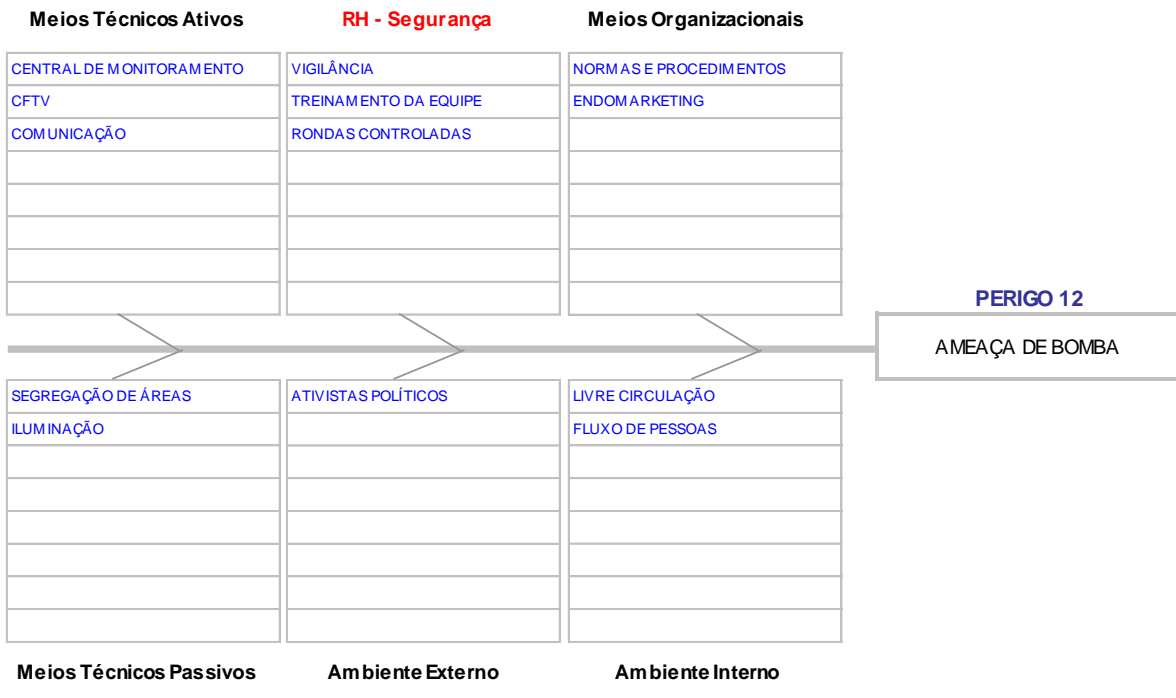 Meios Técnicos Ativos
RH - Segurança
Meios Organizacionais
CENTRAL DE MONITORAMENTO
VIGILÂNCIA
NORMAS E PROCEDIMENTOS
CFTV
TREINAMENTO DA EQUIPE
ENDOMARKETING
COMUNICAÇÃO
RONDAS CONTROLADAS
PERIGO 12
AMEAÇA DE BOMBA
SEGREGAÇÃO DE ÁREAS
ATIVISTAS POLÍTICOS
LIVRE CIRCULAÇÃO
ILUMINAÇÃO
FLUXO DE PESSOAS
Meios Técnicos Passivos
Ambiente Externo
Ambiente Interno